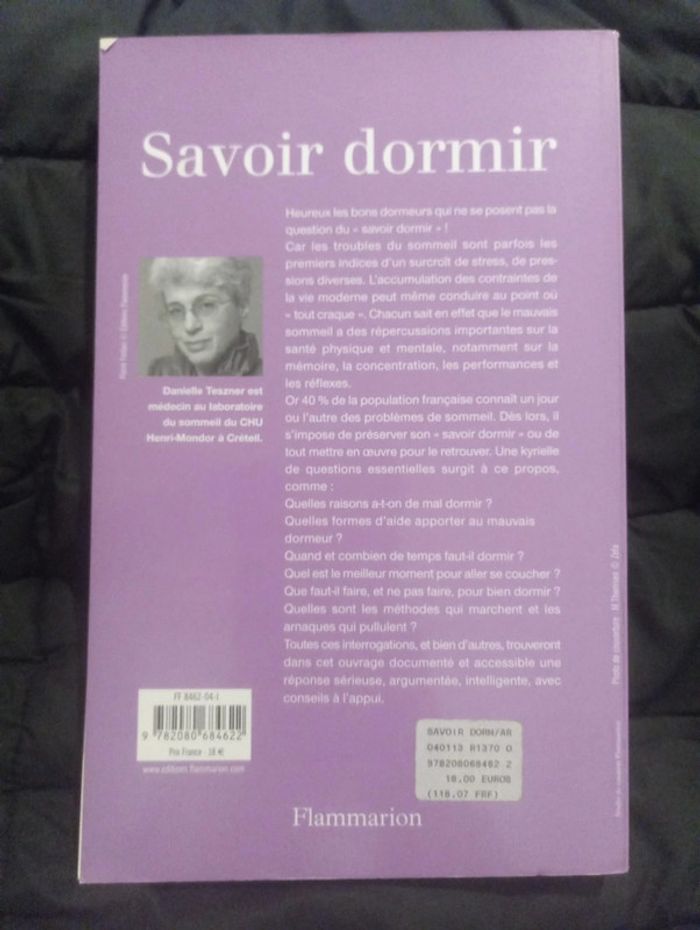 Savoir dormir
Heureux les bons dormeurs qui ne se posent pas la
question du « savoir dormir » !
Car les troubles du sommeil sont parfois les
premiers indices d'un surcroît de stress, de pres-
sions diverses. L'accumulation des contraintes de
la vie moderne peut même conduire au point où
« tout craque ». Chacun sait en effet que le mauvais
sommeil a des répercussions importantes sur la
santé physique et mentale, notamment sur la
mémoire, la concentration, les performances et
les réflexes.
Or 40 % de la population française connaît un jour
ou l'autre des problèmes de sommeil. Dès lors, il
s'impose de préserver son « savoir dormir » ou de
tout mettre en œuvre pour le retrouver. Une kyrielle
de questions essentielles surgit à ce propos,
comme :
Quelles raisons a-t-on de mal dormir ?
Quelles formes d'aide apporter au mauvais
dormeur ?
Quand et combien de temps faut-il dormir ?
Quel est le meilleur moment pour aller se coucher ?
Que faut-il faire, et ne pas faire, pour bien dormir ?
Quelles sont les méthodes qui marchent et les
arnaques qui pullulent ?
Toutes ces interrogations, et bien d'autres, trouveront
dans cet ouvrage documenté et accessible une
réponse sérieuse, argumentée, intelligente, avec
conseils à l'appui.
© Éditions Flammarion
Danielle Teszner est
médecin au laboratoire
du sommeil du CHU
Henri-Mondor à Créteil.
Photo de couverture : M.Thomsen © Zefa
FF 8462-04-I
9 782080 684622
Prix France : 18 €
www.editions.flammarion.com
SAVOIR DORM/AR
040113 R1370 0
978208068462 2
18.00 EUROS
(118.07 FRF)
Flammarion